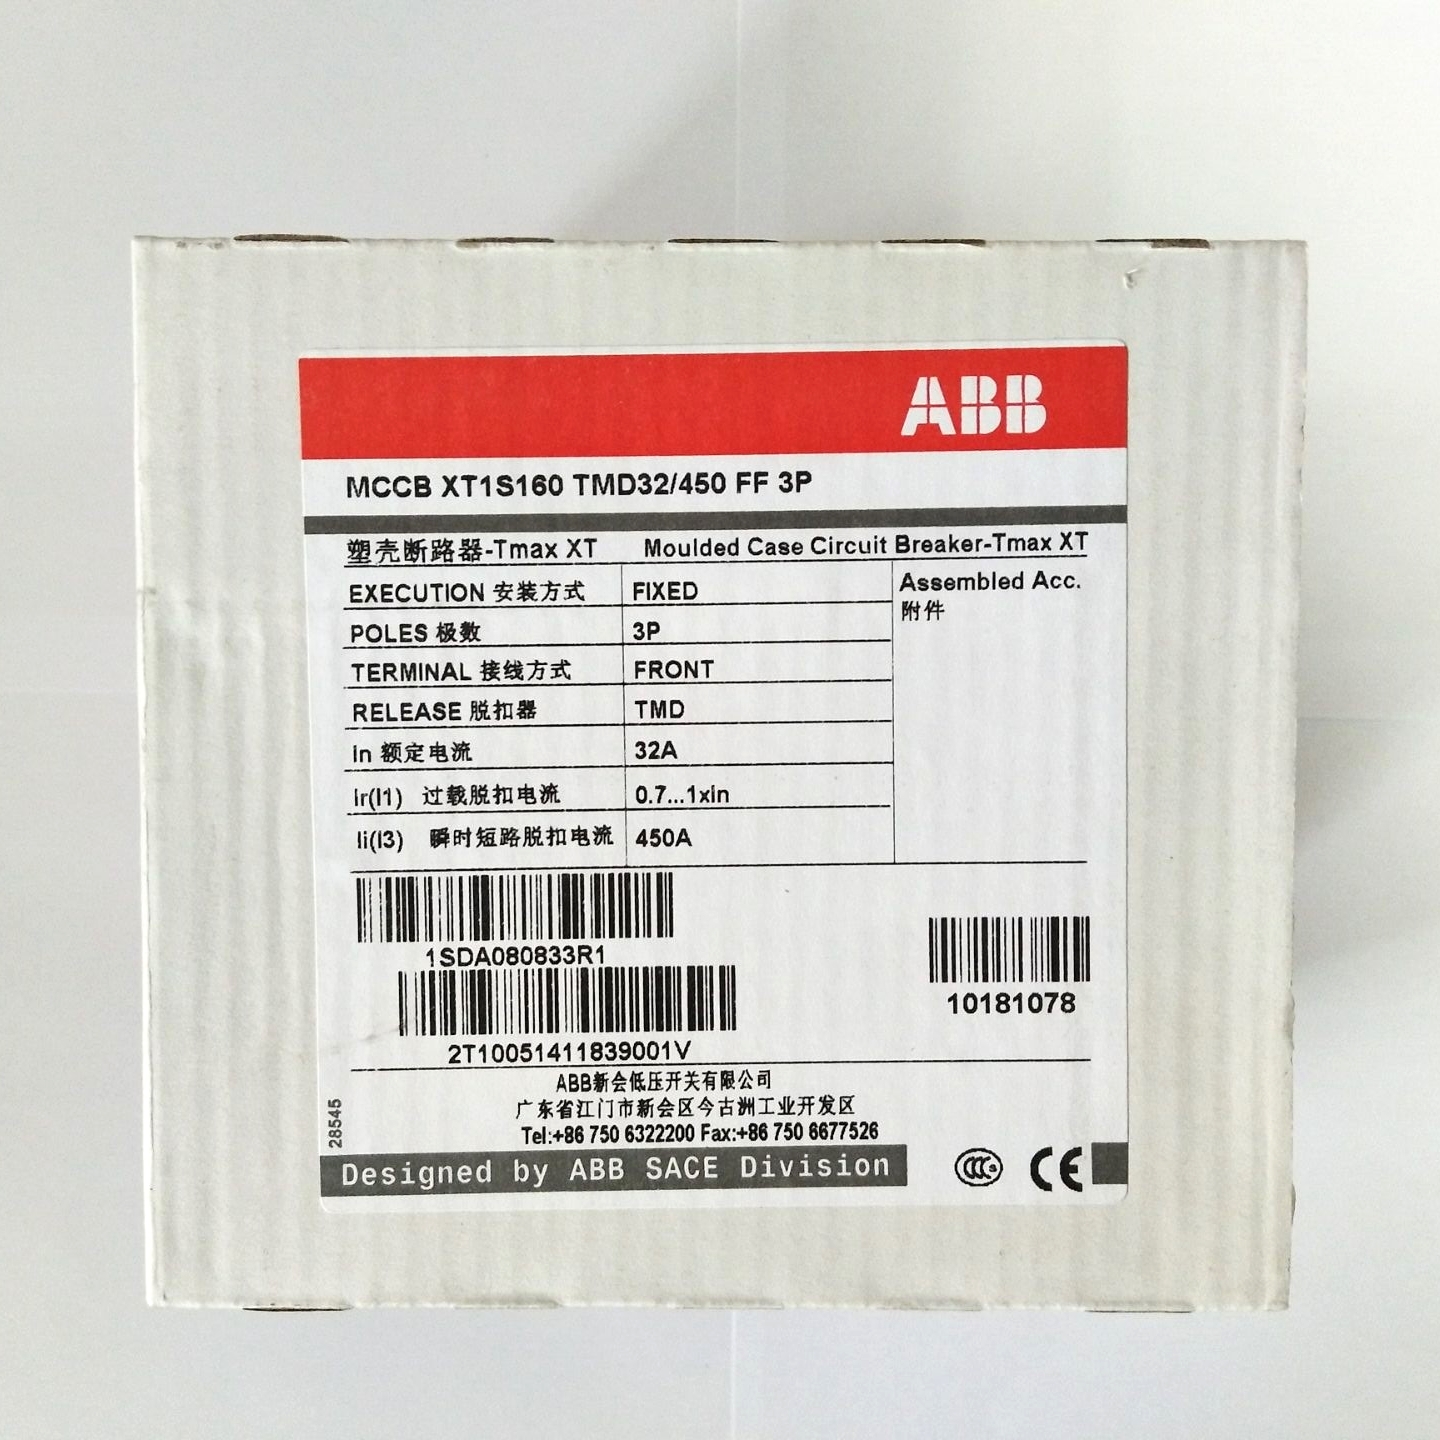 ABB
MCCB XT1S160 TMD32/450 FF 3P
塑壳断路器-Tmax XT Moulded Case Circuit Breaker-Tmax XT
EXECUTION 安装方式 FIXED
Assembled Acc.
附件
POLES 极数 3P
TERMINAL 接线方式 FRONT
RELEASE 脱扣器 TMD
In 额定电流 32A
Ir(I1) 过载脱扣电流 0.7...1xIn
Ii(I3) 瞬时短路脱扣电流 450A
1SDA080833R1
10181078
2T10051411839001V
ABB新会低压开关有限公司
广东省江门市新会区今古洲工业开发区
Tel:+86 750 6322200 Fax:+86 750 6677526
28545
Designed by ABB SACE Division
CCC S CE